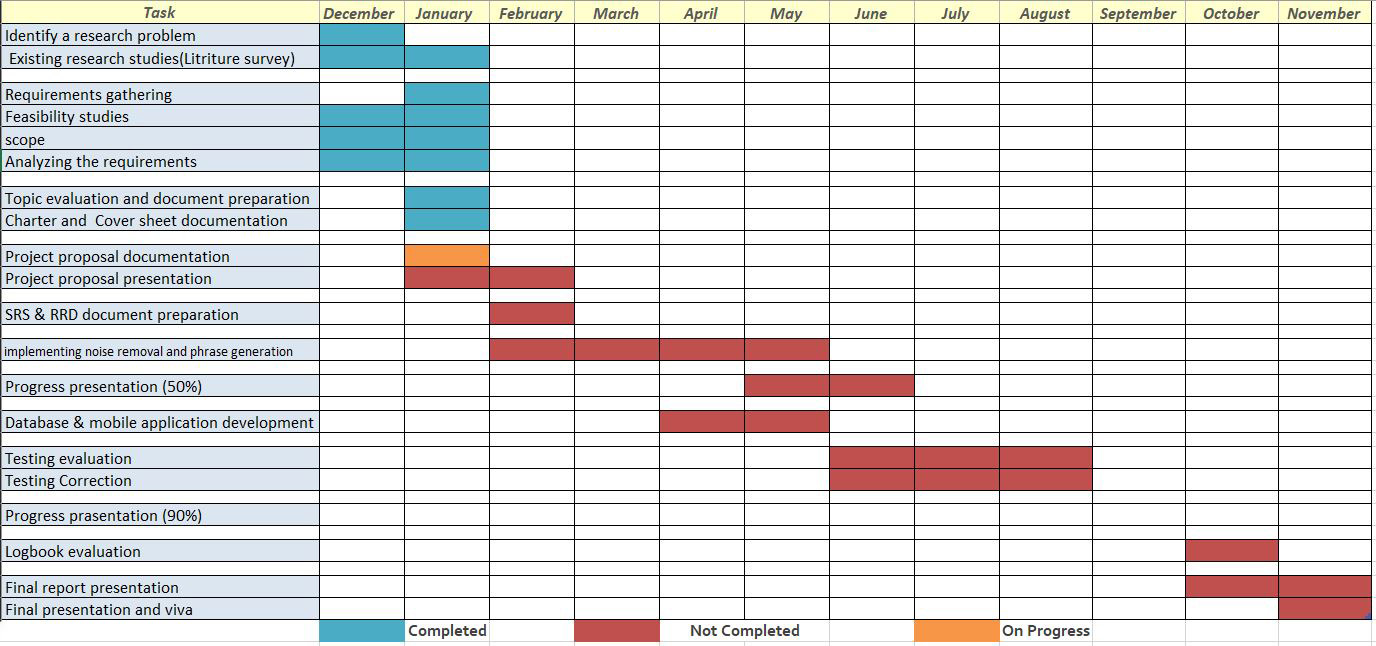 Task December January February March April May June July August September October November
Identify a research problem
Existing research studies(Litriture survey)
Requirements gathering
Feasibility studies
scope
Analyzing the requirements
Topic evaluation and document preparation
Charter and Cover sheet documentation
Project proposal documentation
Project proposal presentation
SRS & RRD document preparation
implementing noise removal and phrase generation
Progress presentation (50%)
Database & mobile application development
Testing evaluation
Testing Correction
Progress prasentation (90%)
Logbook evaluation
Final report presentation
Final presentation and viva
Completed Not Completed On Progress